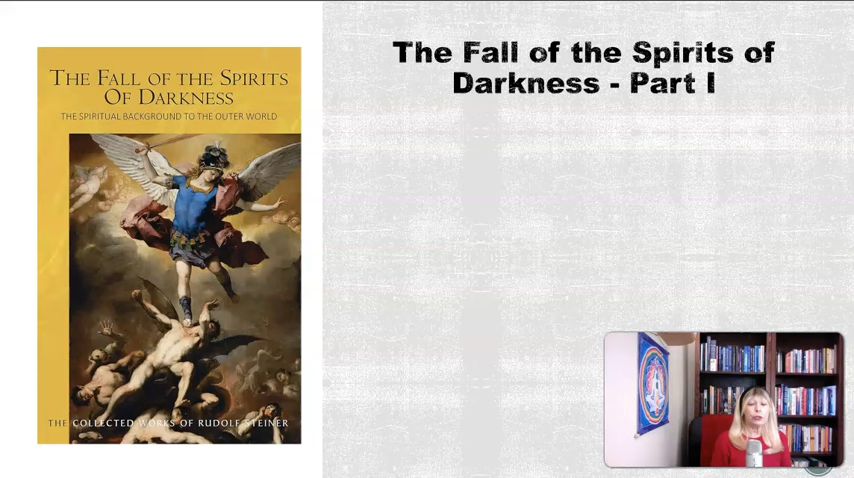 THE FALL OF THE SPIRITS
OF DARKNESS
THE SPIRITUAL BACKGROUND TO THE OUTER WORLD
THE COLLECTED WORKS OF RUDOLF STEINER
The Fall of the Spirits of
Darkness - Part I